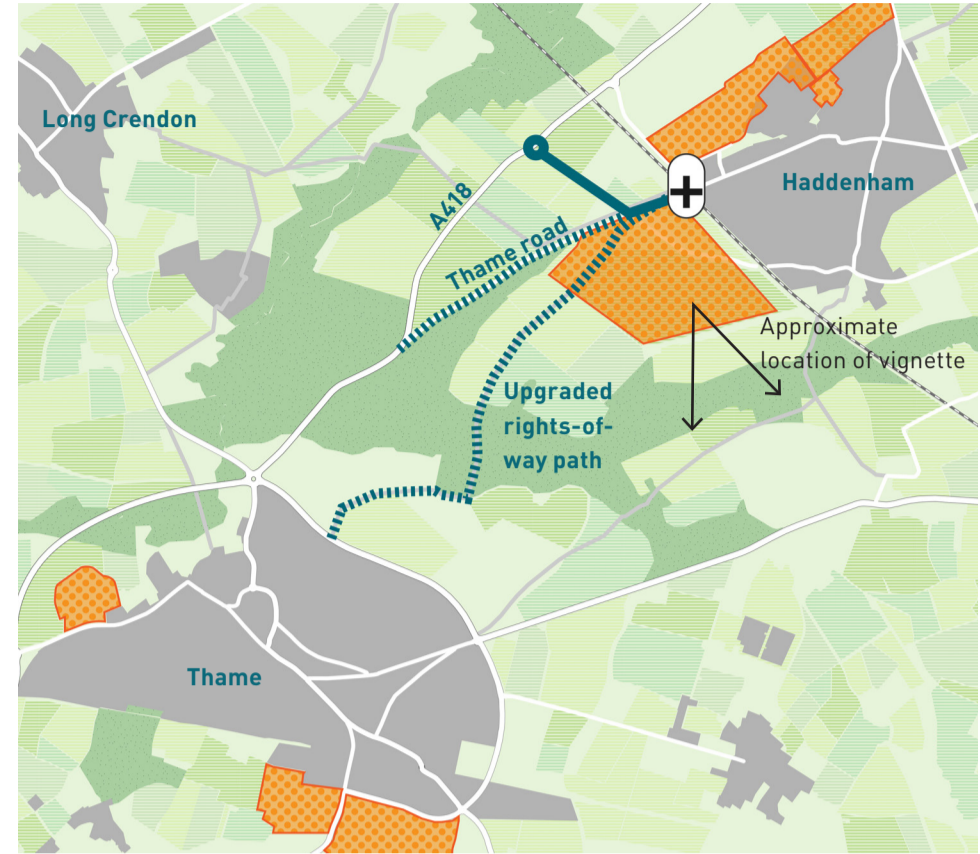 Long Crendon
Haddenham
A418
Thame road
Approximate
location of vignette
Upgraded
rights-of-
way path
Thame